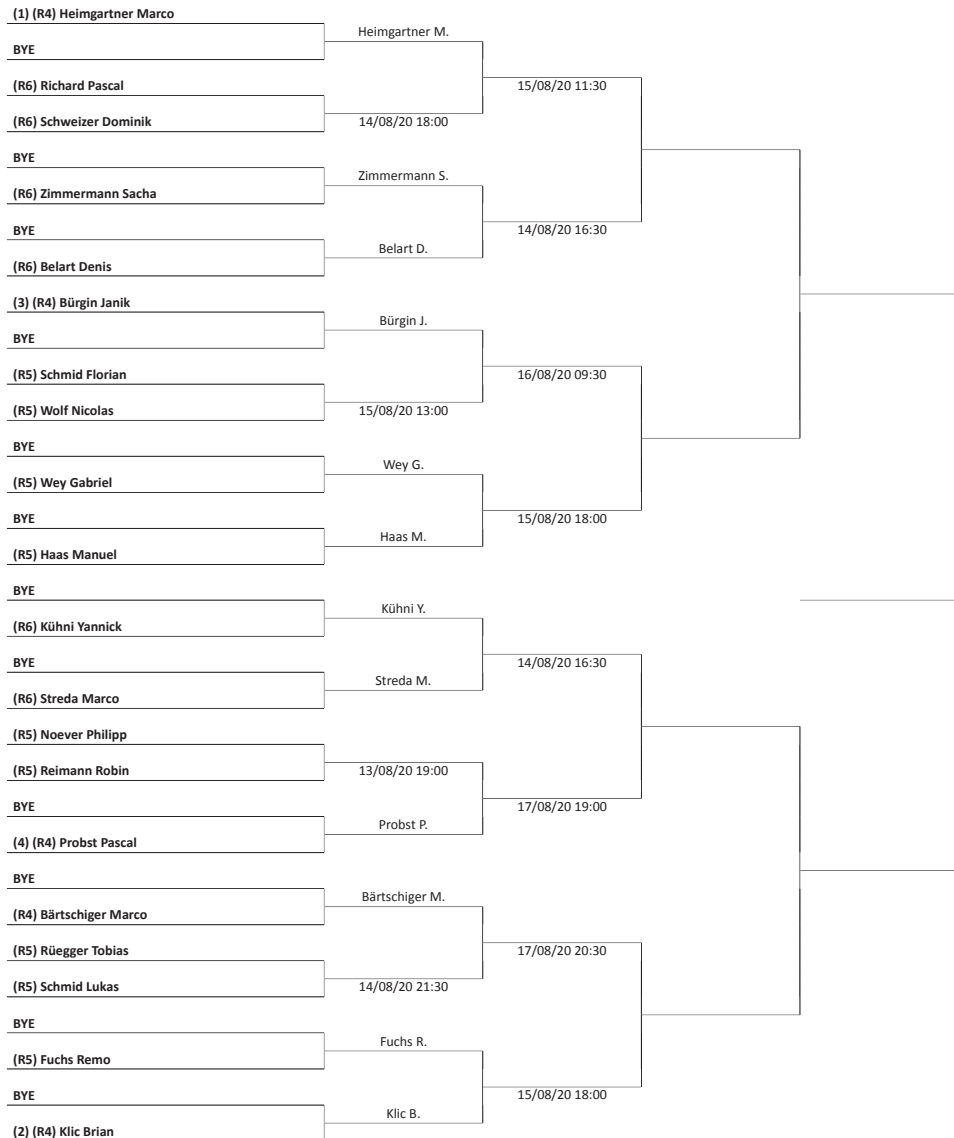 (1) (R4) Heimgartner Marco
BYE
(R6) Richard Pascal
(R6) Schweizer Dominik
BYE
(R6) Zimmermann Sacha
BYE
(R6) Belart Denis
(3) (R4) Bürgin Janik
BYE
(R5) Schmid Florian
(R5) Wolf Nicolas
BYE
(R5) Wey Gabriel
BYE
(R5) Haas Manuel
BYE
(R6) Kühni Yannick
BYE
(R6) Streda Marco
(R5) Noever Philipp
(R5) Reimann Robin
BYE
(4) (R4) Probst Pascal
BYE
(R4) Bärtschiger Marco
(R5) Rüegger Tobias
(R5) Schmid Lukas
BYE
(R5) Fuchs Remo
BYE
(2) (R4) Klic Brian
Heimgartner M.
14/08/20 18:00
Zimmermann S.
Belart D.
Bürgin J.
15/08/20 13:00
Wey G.
Haas M.
Kühni Y.
Streda M.
13/08/20 19:00
Probst P.
Bärtschiger M.
14/08/20 21:30
Fuchs R.
Klic B.
15/08/20 11:30
14/08/20 16:30
16/08/20 09:30
15/08/20 18:00
14/08/20 16:30
17/08/20 19:00
17/08/20 20:30
15/08/20 18:00